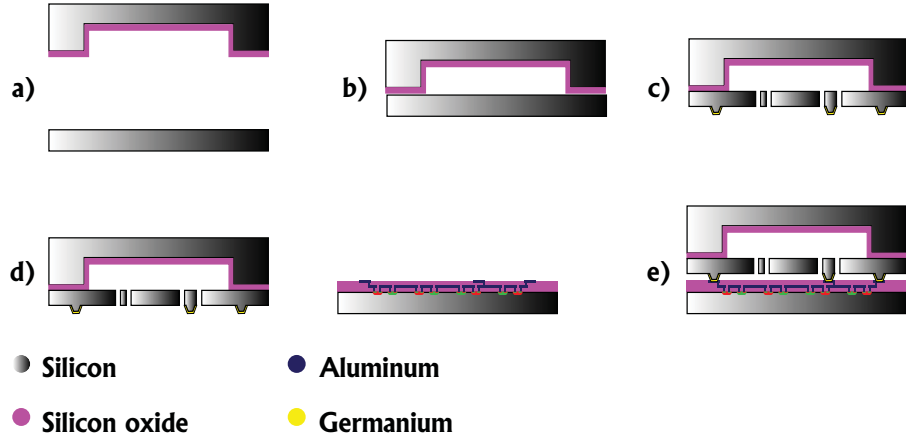 a)
b)
c)
d)
e)
Silicon
Aluminum
Silicon oxide
Germanium